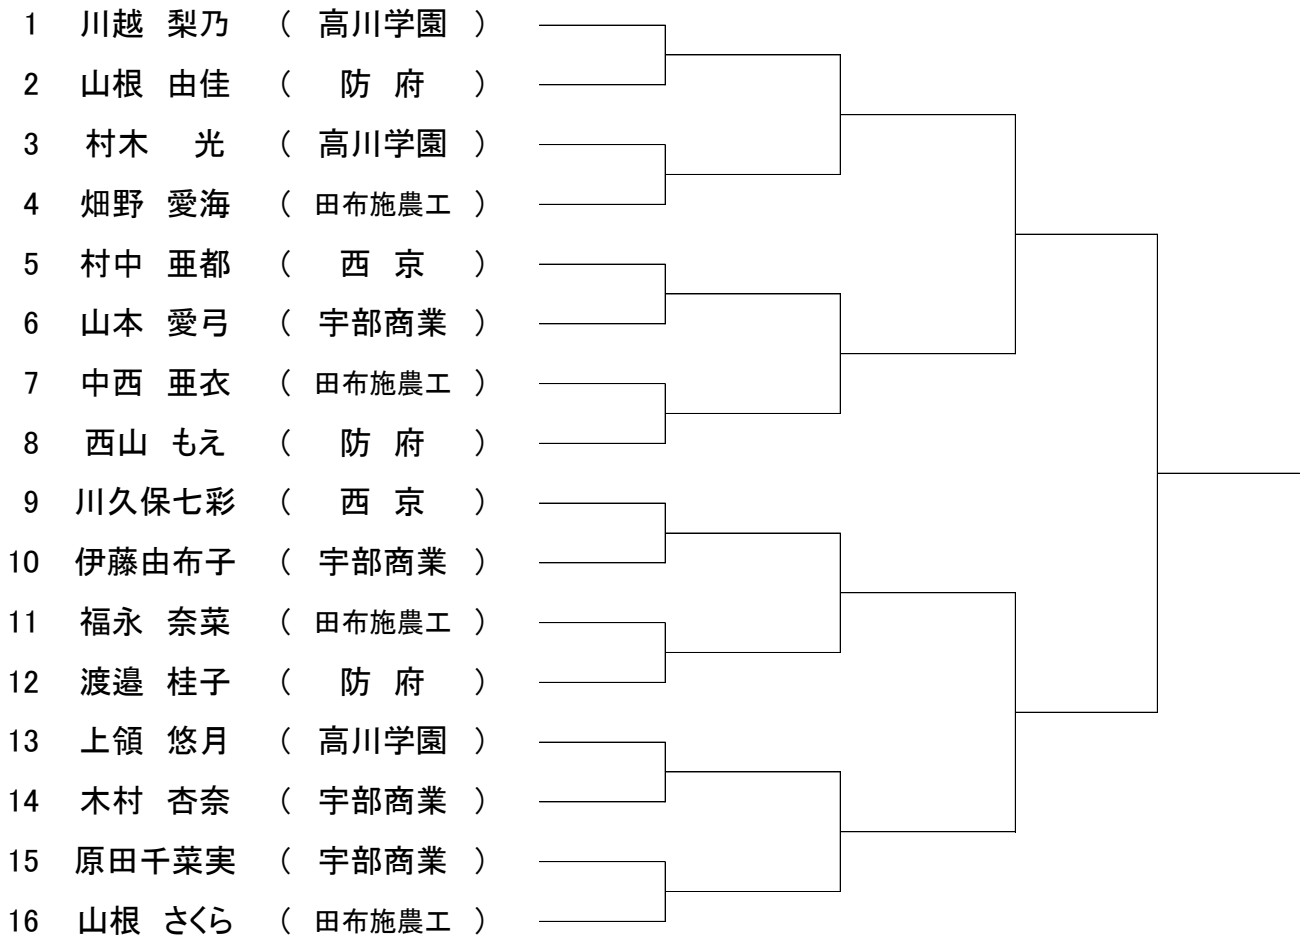 1 川越 梨乃 ( 高川学園 )
2 山根 由佳 ( 防 府 )
3 村木 光 ( 高川学園 )
4 畑野 愛海 ( 田布施農工 )
5 村中 亜都 ( 西 京 )
6 山本 愛弓 ( 宇部商業 )
7 中西 亜衣 ( 田布施農工 )
8 西山 もえ ( 防 府 )
9 川久保七彩 ( 西 京 )
10 伊藤由布子 ( 宇部商業 )
11 福永 奈菜 ( 田布施農工 )
12 渡邉 桂子 ( 防 府 )
13 上領 悠月 ( 高川学園 )
14 木村 杏奈 ( 宇部商業 )
15 原田千菜実 ( 宇部商業 )
16 山根 さくら ( 田布施農工 )